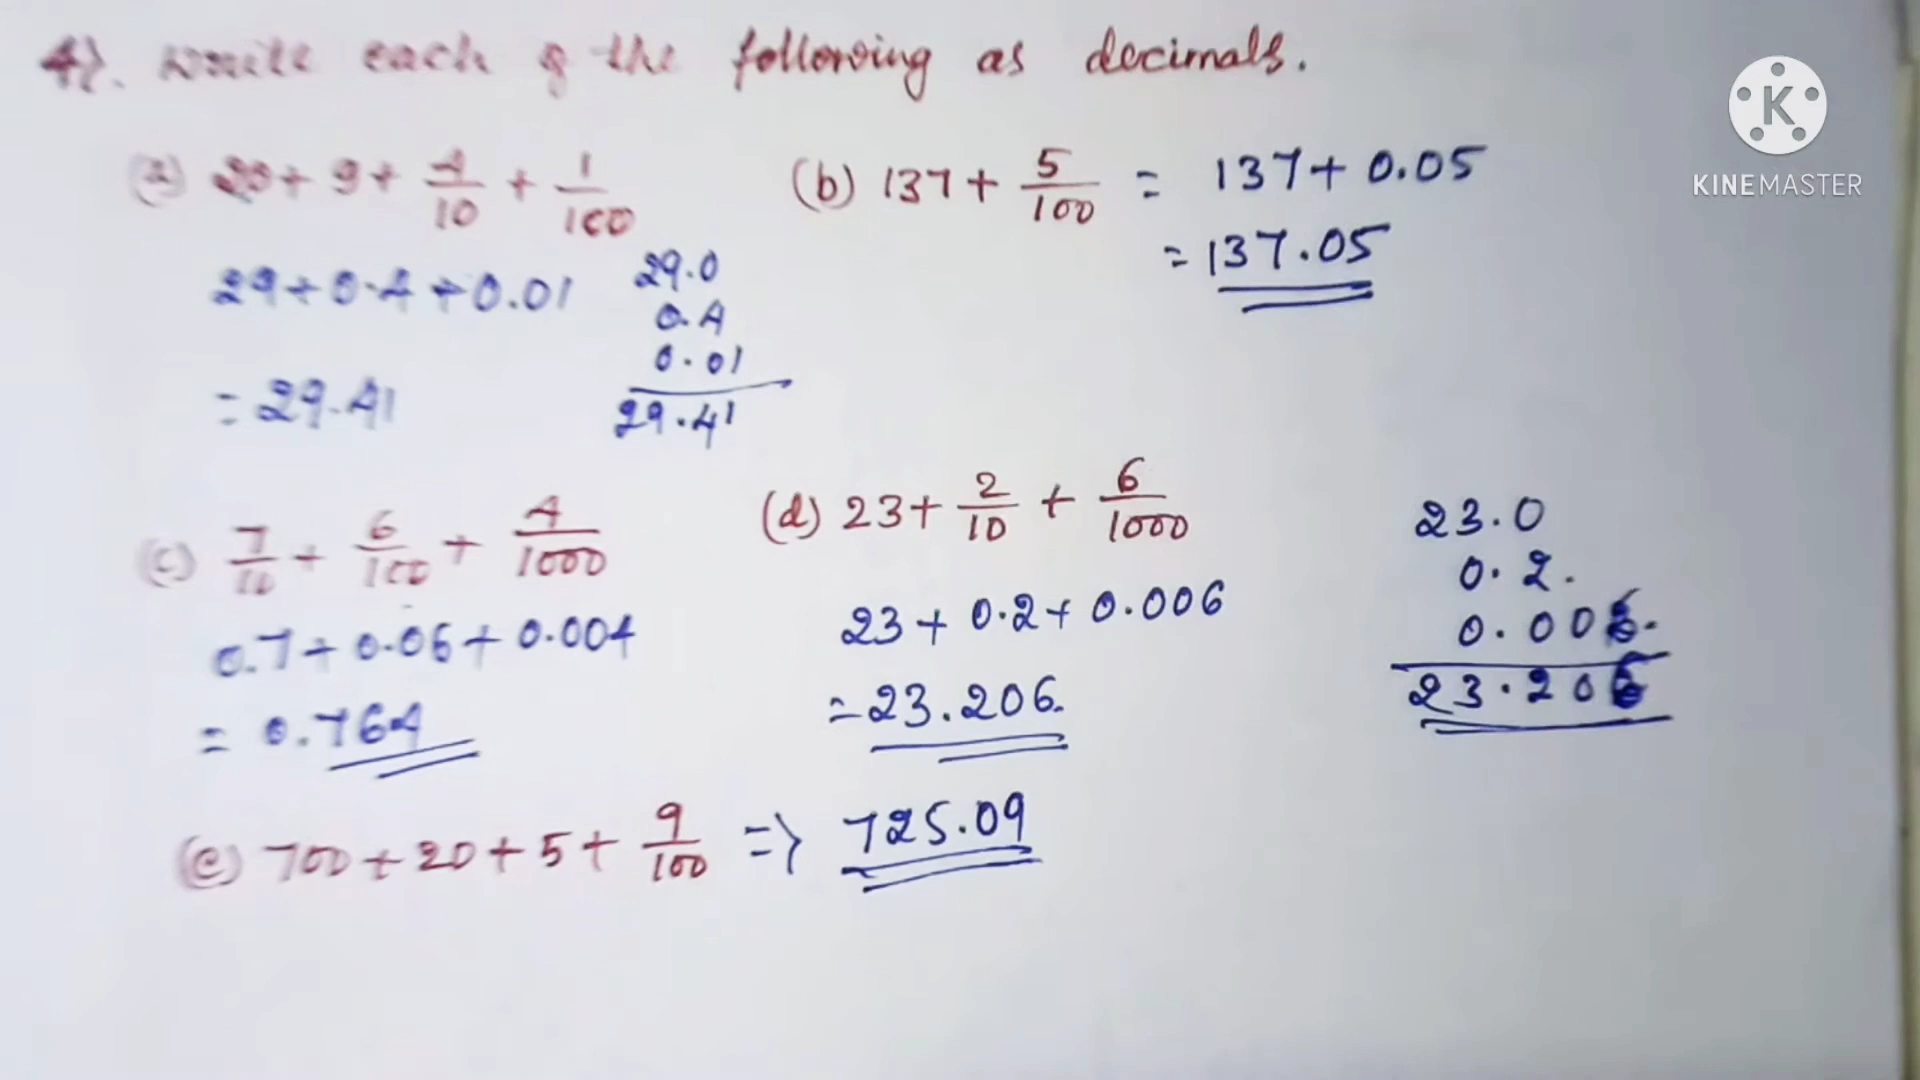 4). Write each of the following as decimals.
KINEMASTER
(a) 20 + 9 + 4/10 + 1/100
29 + 0.4 + 0.01
= 29.41
29.0
0.4
0.01
29.41
(b) 137 + 5/100 = 137 + 0.05
= 137.05
(c) 7/10 + 6/100 + 4/1000
0.7 + 0.06 + 0.004
= 0.764
(d) 23 + 2/10 + 6/1000
23 + 0.2 + 0.006
= 23.206.
23.0
0.2.
0.006.
23.206
(e) 700 + 20 + 5 + 9/100 => 725.09